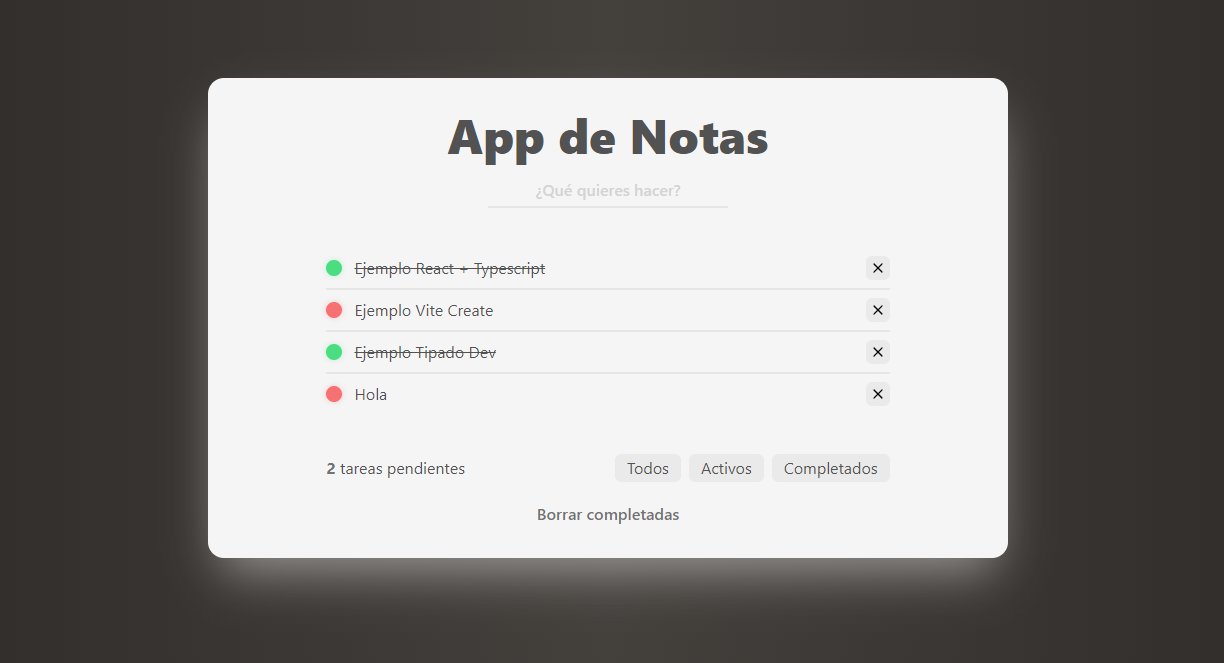 App de Notas
¿Qué quieres hacer?
Ejemplo React + Typescript
Ejemplo Vite Create
Ejemplo Tipado Dev
Hola
2 tareas pendientes Todos Activos Completados
Borrar completadas